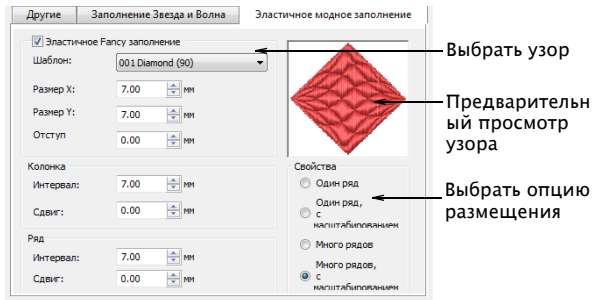 Другие
Заполнение Звезда и Волна
Эластичное модное заполнение
Эластичное Fancy заполнение
Шаблон:
001 Diamond (90)
Размер X:
7.00
мм
Размер Y:
7.00
мм
Отступ
0.00
мм
Колонка
Интервал:
7.00
мм
Сдвиг:
0.00
мм
Ряд
Интервал:
7.00
мм
Сдвиг:
0.00
мм
Свойства
Один ряд
Один ряд,
с
масштабированием
Много рядов
Много рядов,
с
масштабированием
Выбрать узор
Предварительн
ый просмотр
узора
Выбрать опцию
размещения